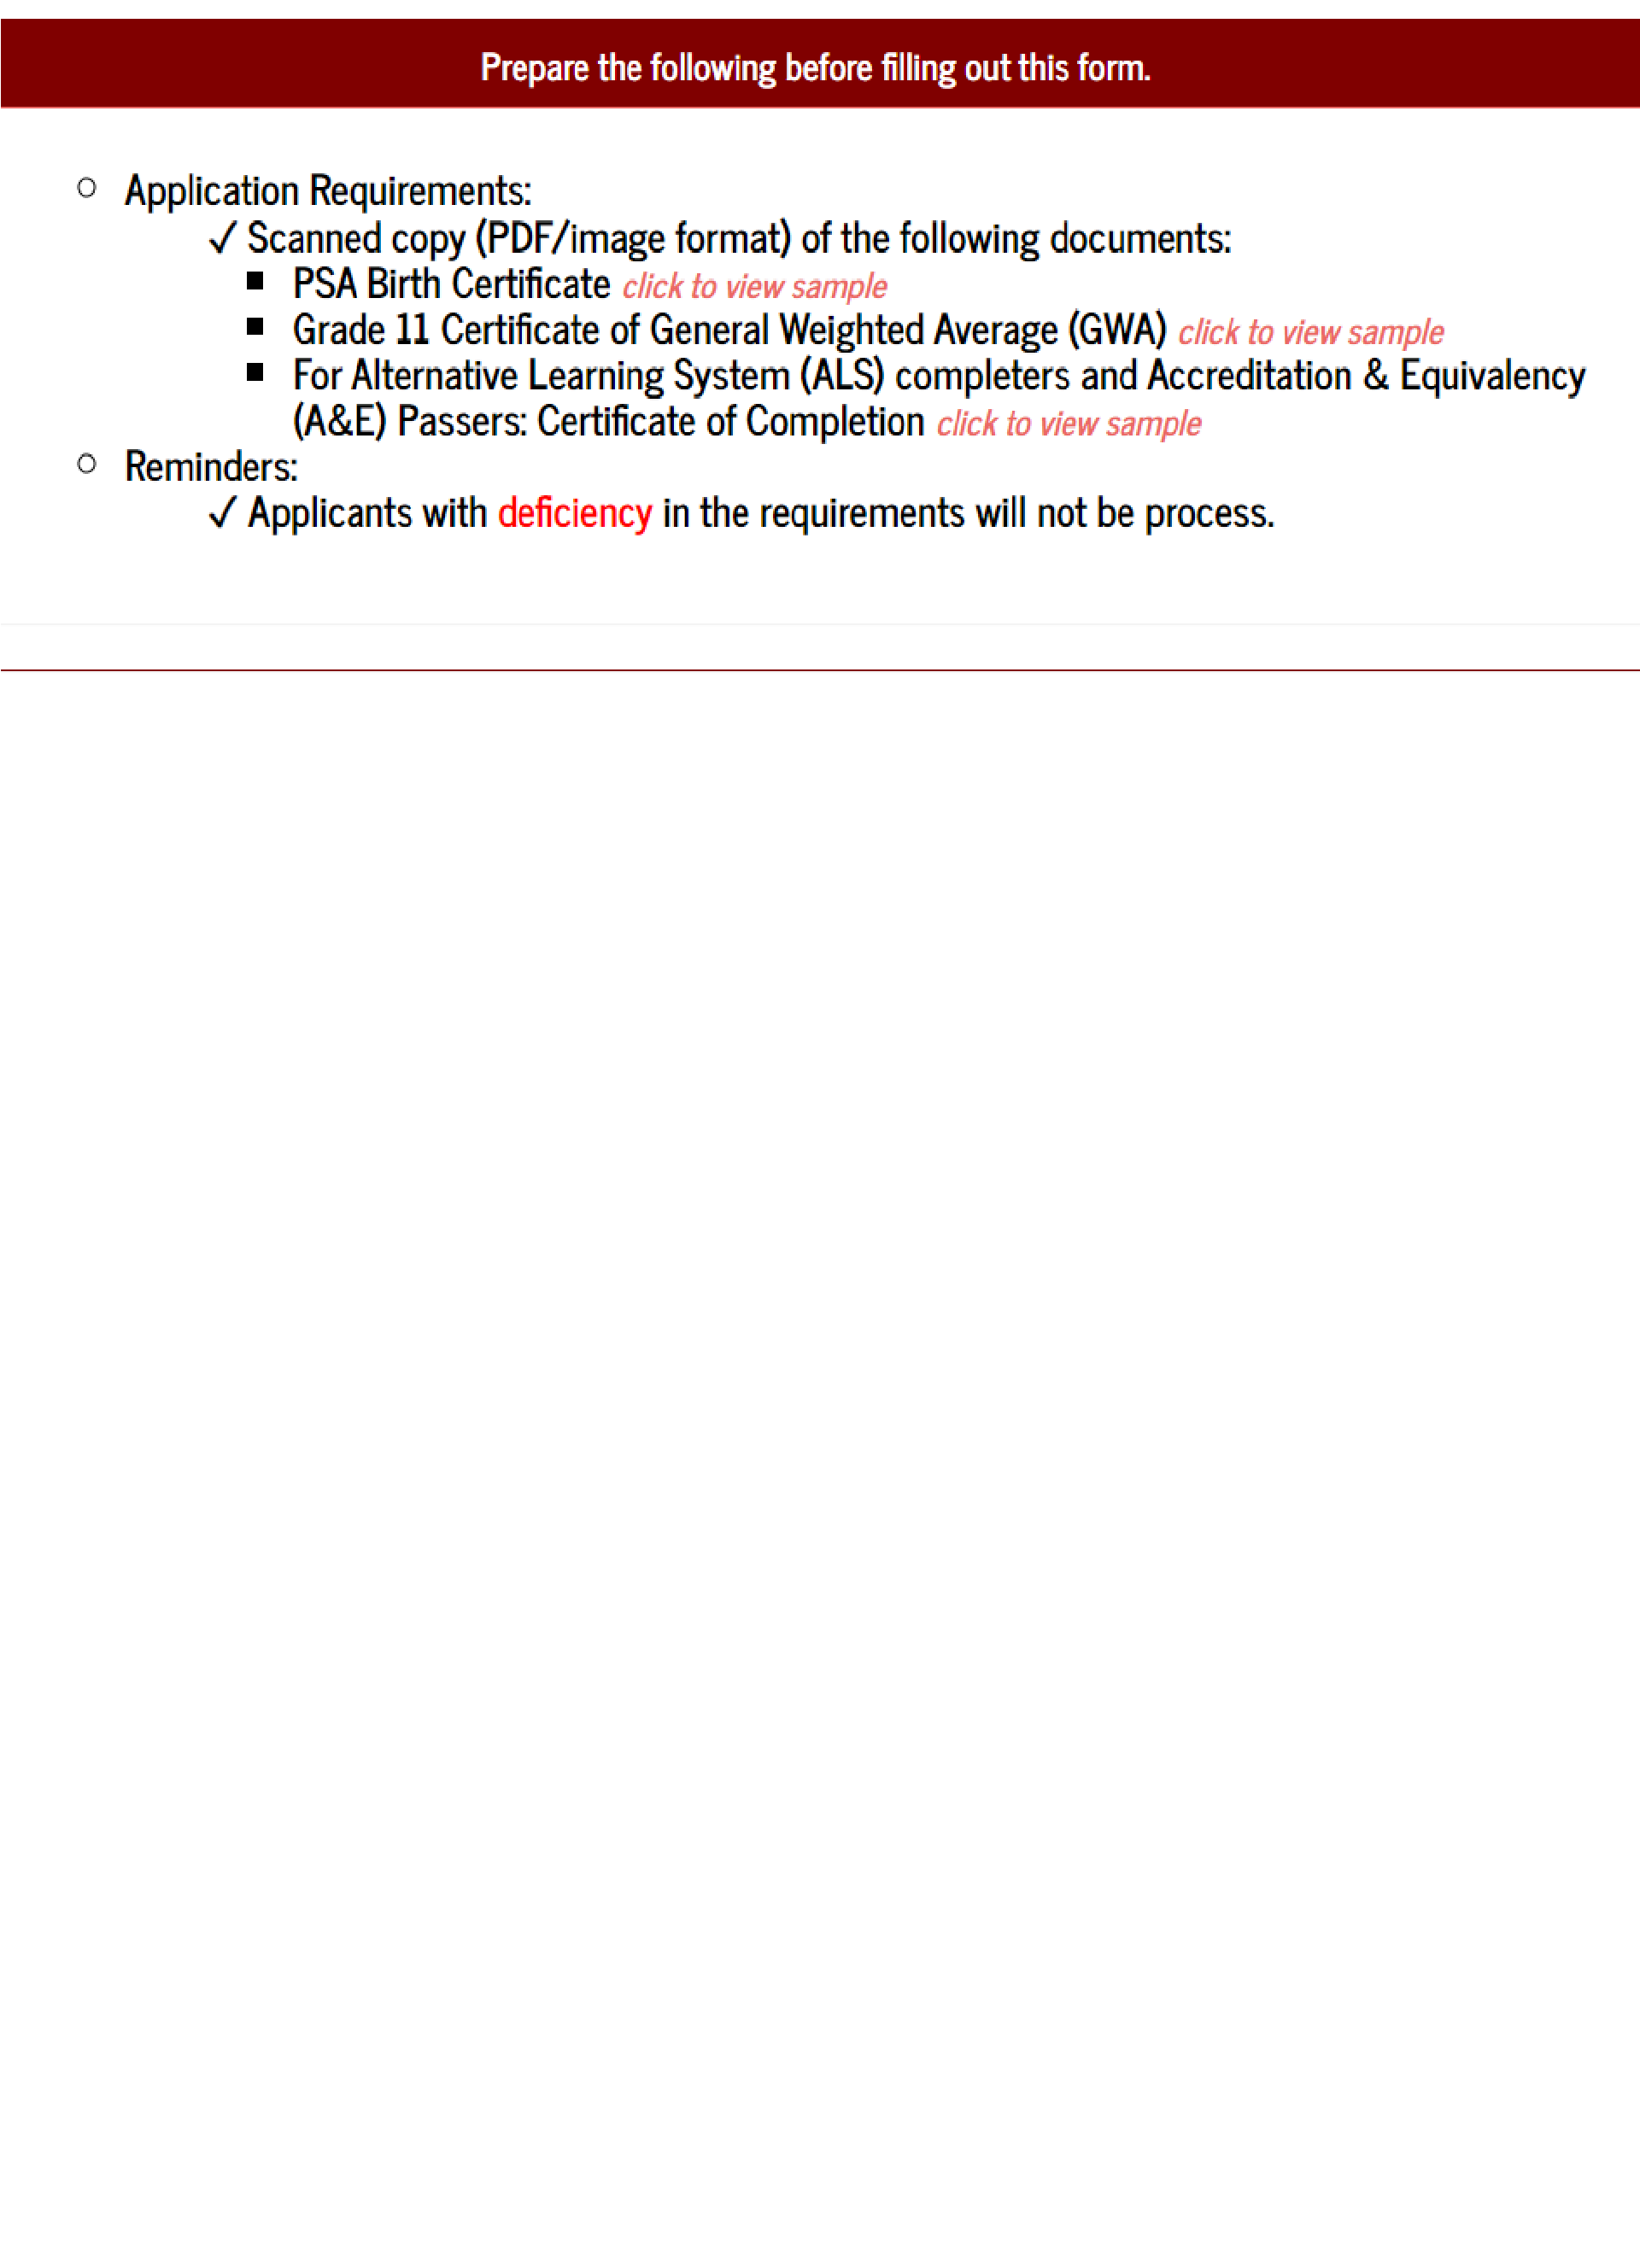 Prepare the following before filling out this form.
○ Application Requirements:
✓ Scanned copy (PDF/image format) of the following documents:
■ PSA Birth Certificate click to view sample
■ Grade 11 Certificate of General Weighted Average (GWA) click to view sample
■ For Alternative Learning System (ALS) completers and Accreditation & Equivalency
(A&E) Passers: Certificate of Completion click to view sample
○ Reminders:
✓ Applicants with deficiency in the requirements will not be process.